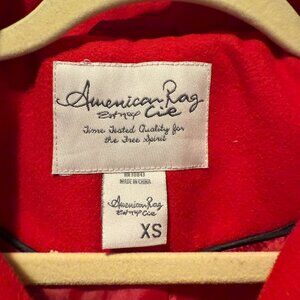 American Rag
Cie
Time Tested Quality for
the Free Spirit
MADE IN CHINA
American Rag
Cie
XS